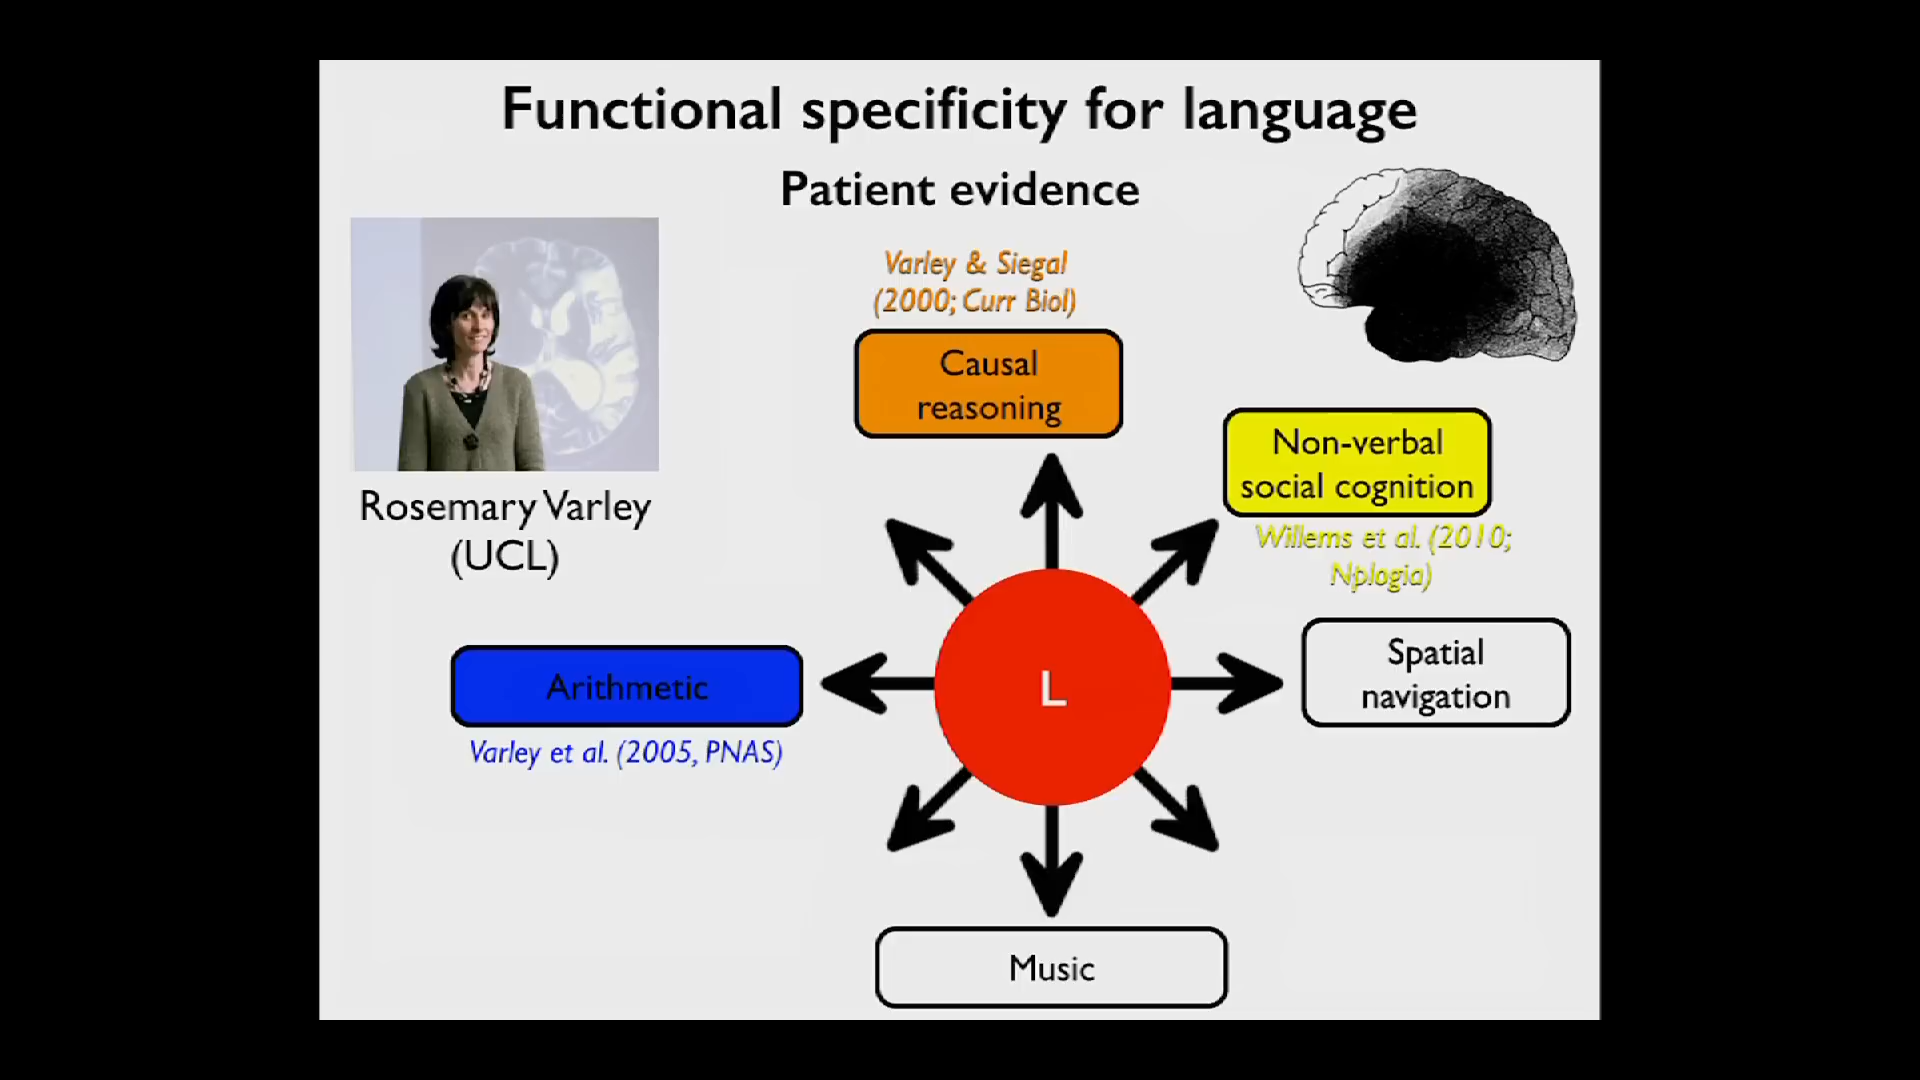 Functional specificity for language
Patient evidence
Varley & Siegal
(2000; Curr Biol)
Causal
reasoning
Non-verbal
social cognition
Willems et al. (2010;
Nplogia)
Rosemary Varley
(UCL)
Arithmetic
Varley et al. (2005, PNAS)
L
Spatial
navigation
Music